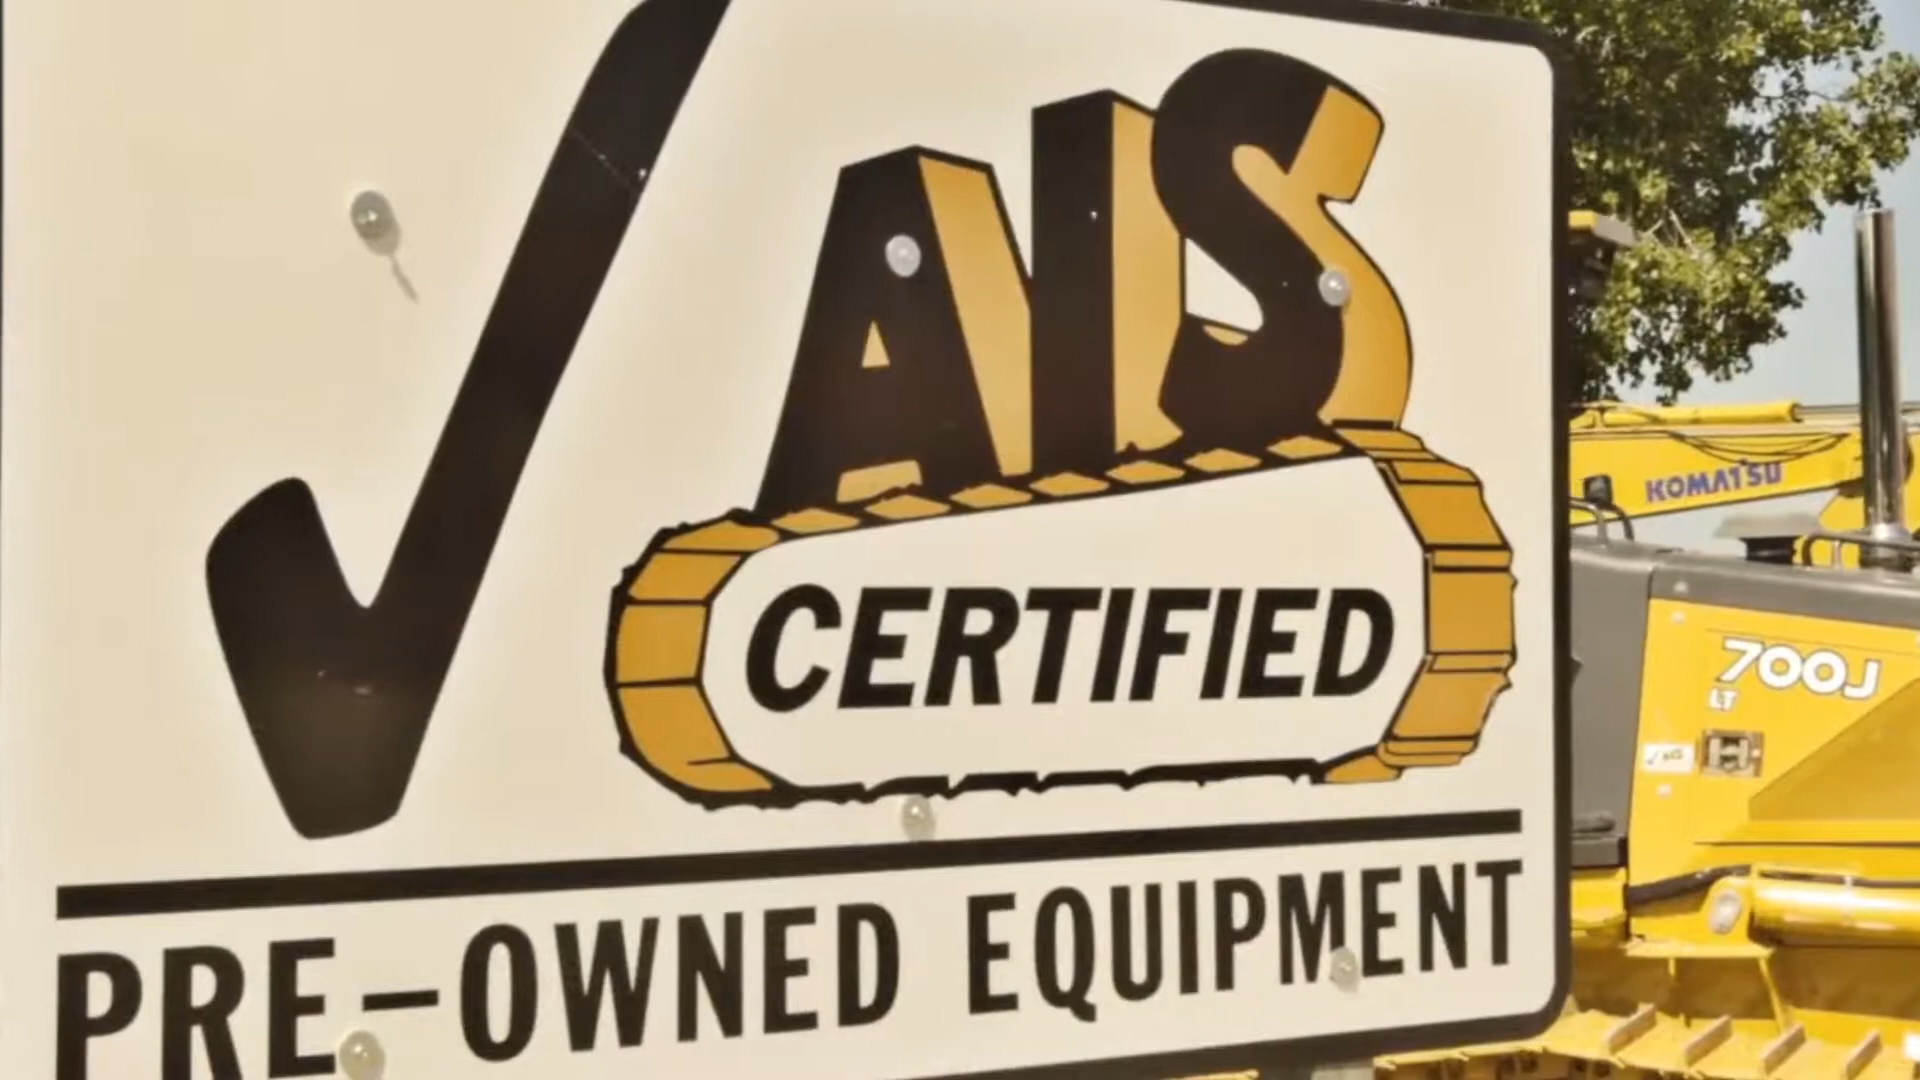 AIS
CERTIFIED
PRE-OWNED EQUIPMENT
KOMATSU
700J
LT